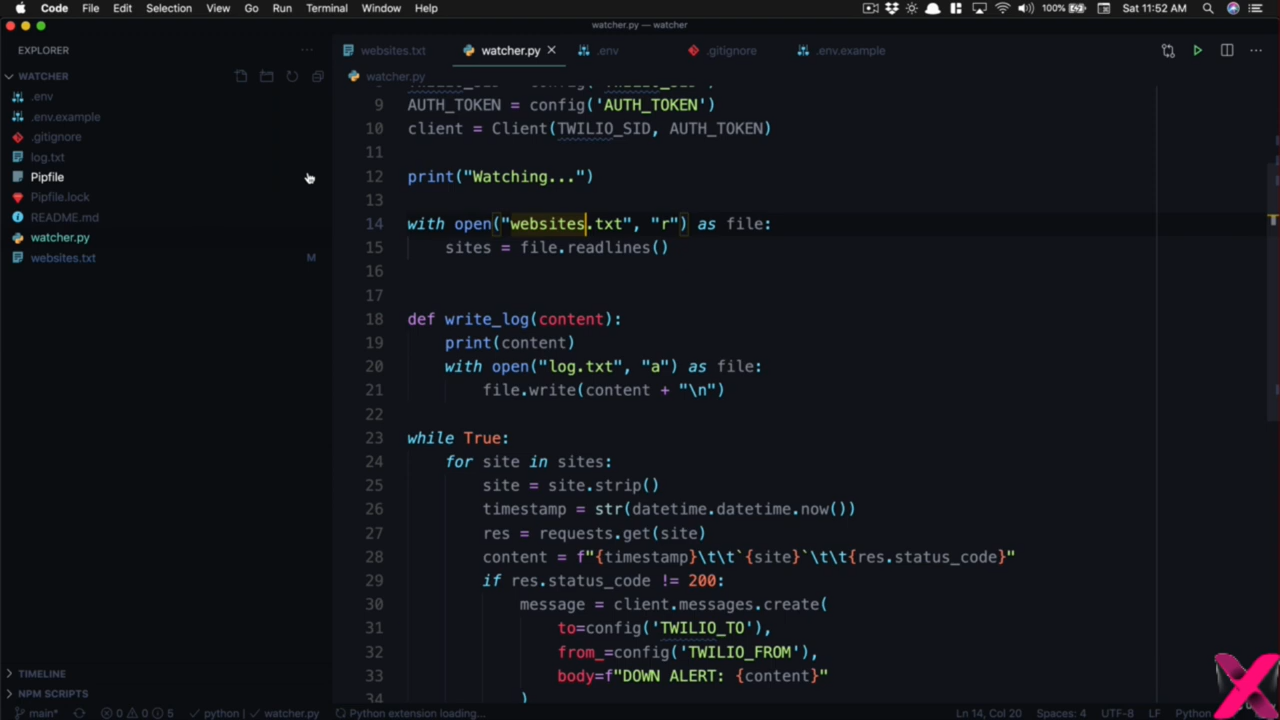 Code File Edit Selection View Go Run Terminal Window Help 100% Sat 11:52 AM
watcher.py — watcher
EXPLORER
websites.txt watcher.py .env .gitignore .env.example
WATCHER
watcher.py
.env
.env.example
.gitignore
log.txt
Pipfile
Pipfile.lock
README.md
watcher.py
websites.txt M
9 AUTH_TOKEN = config('AUTH_TOKEN')
10 client = Client(TWILIO_SID, AUTH_TOKEN)
11
12 print("Watching...")
13
14 with open("websites.txt", "r") as file:
15 sites = file.readlines()
16
17
18 def write_log(content):
19 print(content)
20 with open("log.txt", "a") as file:
21 file.write(content + "\n")
22
23 while True:
24 for site in sites:
25 site = site.strip()
26 timestamp = str(datetime.datetime.now())
27 res = requests.get(site)
28 content = f"{timestamp}\t\t`{site}`\t\t{res.status_code}"
29 if res.status_code != 200:
30 message = client.messages.create(
31 to=config('TWILIO_TO'),
32 from_=config('TWILIO_FROM'),
33 body=f"DOWN ALERT: {content}"
34 )
TIMELINE
NPM SCRIPTS
main* 0 0 5 python watcher.py Python extension loading... Ln 14, Col 20 Spaces: 4 UTF-8 LF Python